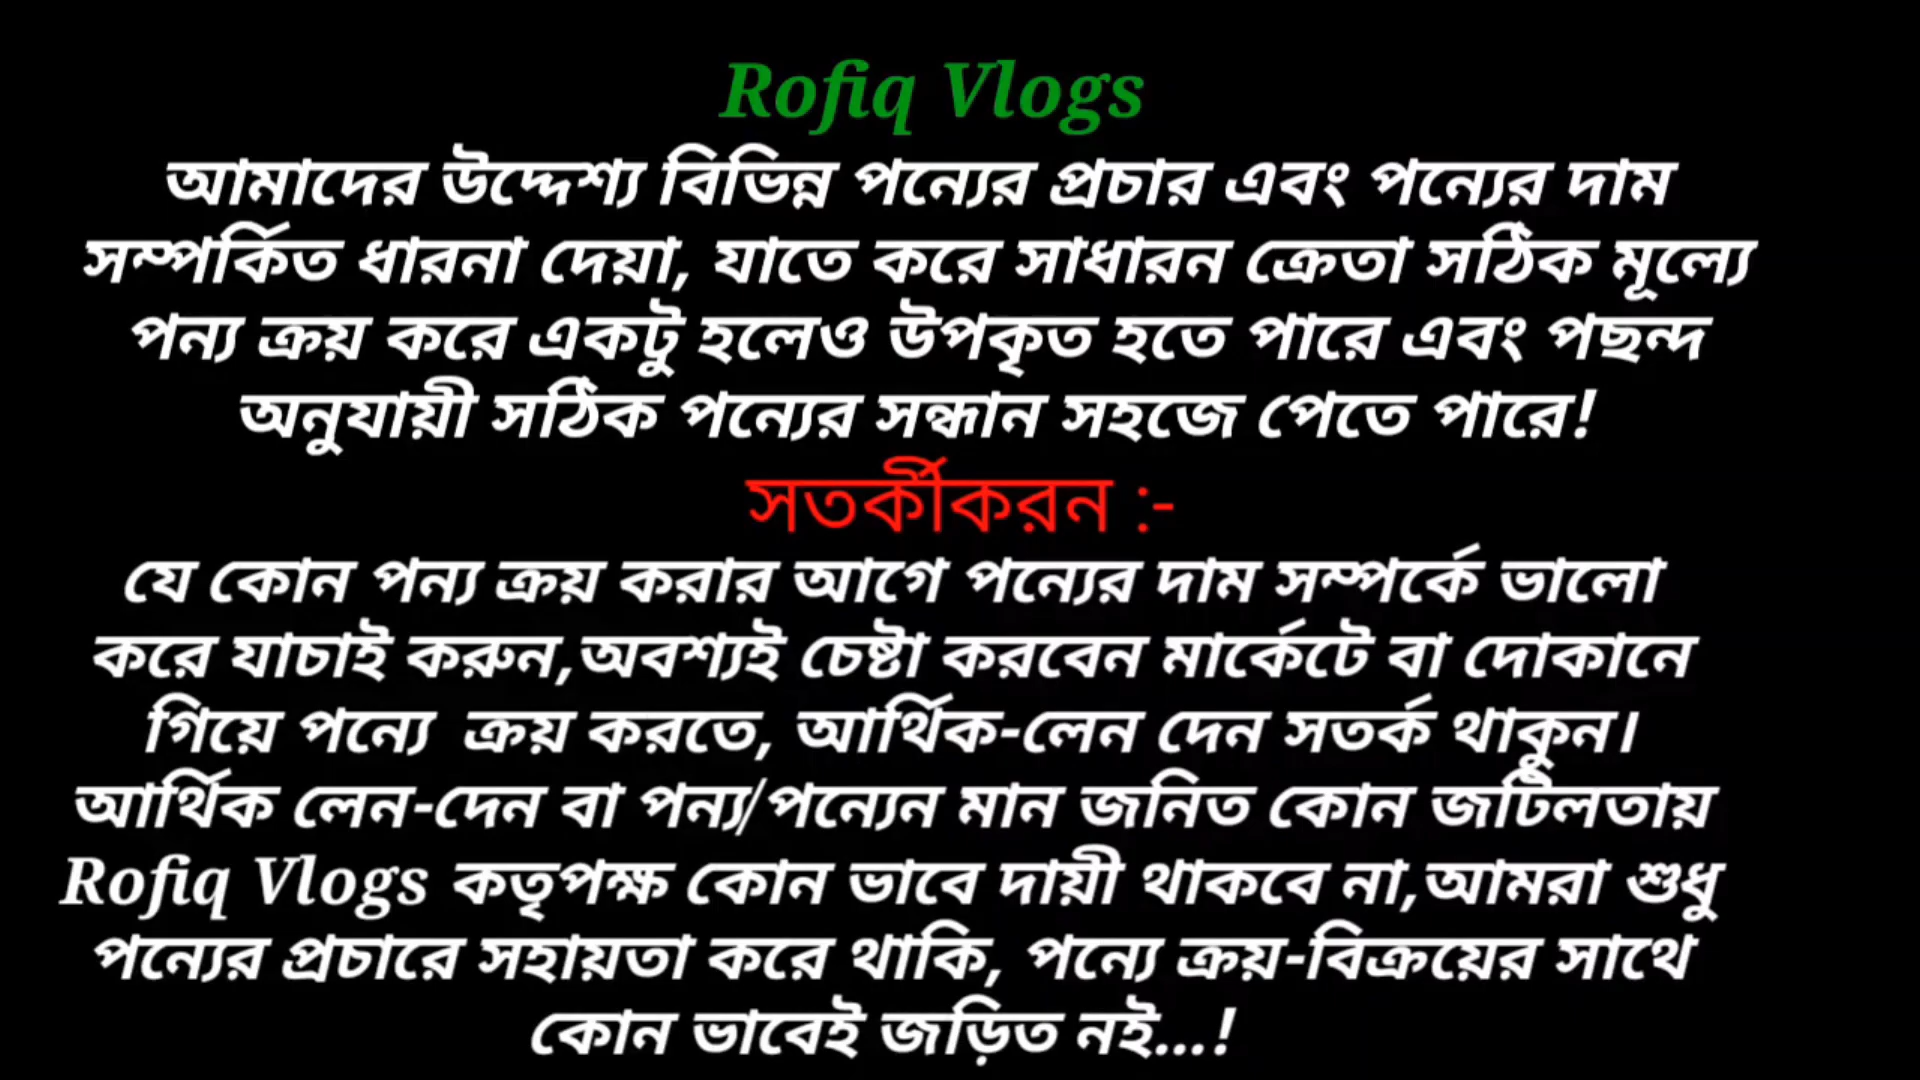 Rofiq Vlogs
আমাদের উদ্দেশ্য বিভিন্ন পন্যের প্রচার এবং পন্যের দাম
সম্পর্কিত ধারনা দেয়া, যাতে করে সাধারন ক্রেতা সঠিক মূল্যে
পন্য ক্রয় করে একটু হলেও উপকৃত হতে পারে এবং পছন্দ
অনুযায়ী সঠিক পন্যের সন্ধান সহজে পেতে পারে!
সতর্কীকরন :-
যে কোন পন্য ক্রয় করার আগে পন্যের দাম সম্পর্কে ভালো
করে যাচাই করুন,অবশ্যই চেষ্টা করবেন মার্কেটে বা দোকানে
গিয়ে পন্যে ক্রয় করতে, আর্থিক-লেন দেন সতর্ক থাকুন।
আর্থিক লেন-দেন বা পন্য/পন্যেন মান জনিত কোন জটিলতায়
Rofiq Vlogs কতৃপক্ষ কোন ভাবে দায়ী থাকবে না,আমরা শুধু
পন্যের প্রচারে সহায়তা করে থাকি, পন্যে ক্রয়-বিক্রয়ের সাথে
কোন ভাবেই জড়িত নই...!